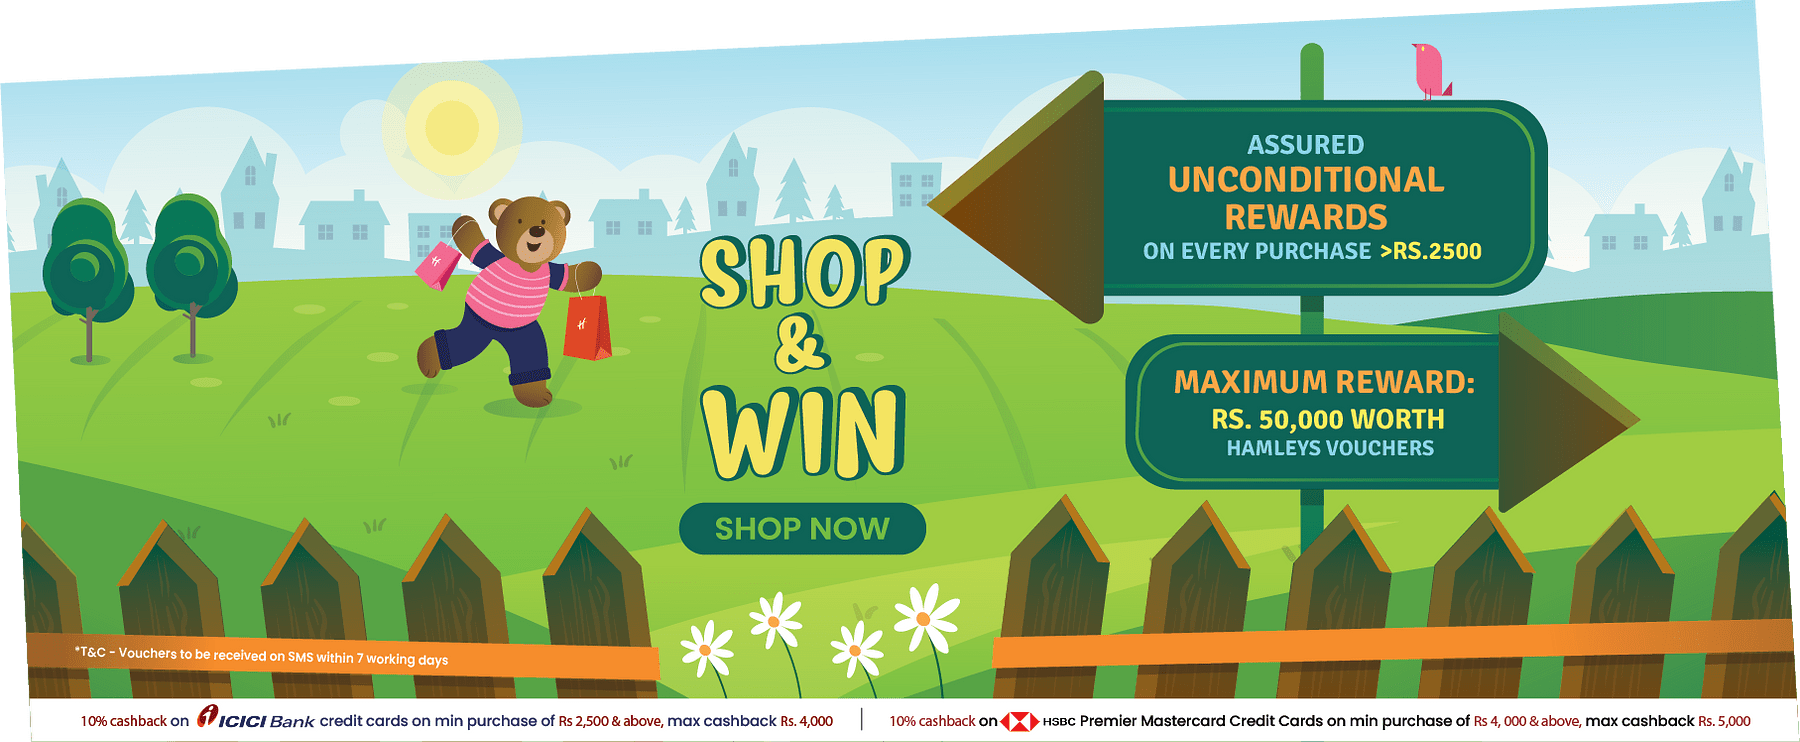 ASSURED
UNCONDITIONAL
REWARDS
ON EVERY PURCHASE >RS.2500
SHOP
&
WIN
MAXIMUM REWARD:
RS. 50,000 WORTH
HAMLEYS VOUCHERS
SHOP NOW
H
H
*T&C - Vouchers to be received on SMS within 7 working days
10% cashback on ICICI Bank credit cards on min purchase of Rs 2,500 & above, max cashback Rs. 4,000
10% cashback on HSBC Premier Mastercard Credit Cards on min purchase of Rs 4, 000 & above, max cashback Rs. 5,000